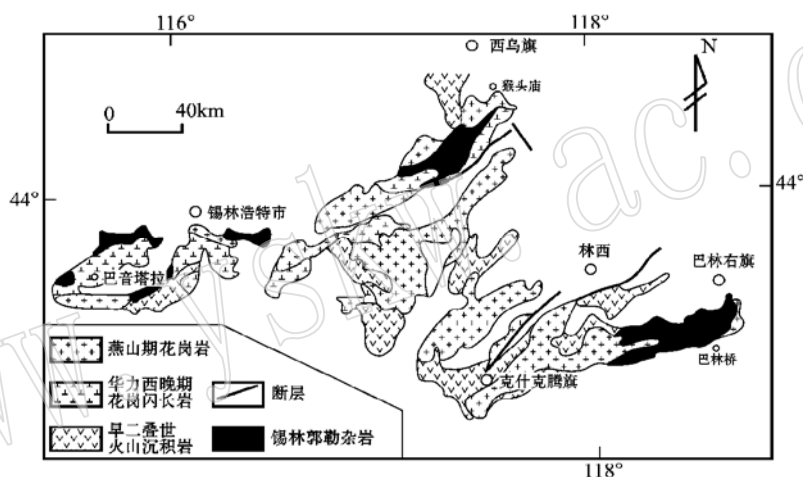 116°
118°
西乌旗
N
猴头庙
0
40km
44°
44°
锡林浩特市
林西
巴林右旗
巴音塔拉
巴林桥
克什克腾旗
燕山期花岗岩
华力西晚期
花岗闪长岩
断层
早二叠世
火山沉积岩
锡林郭勒杂岩
118°